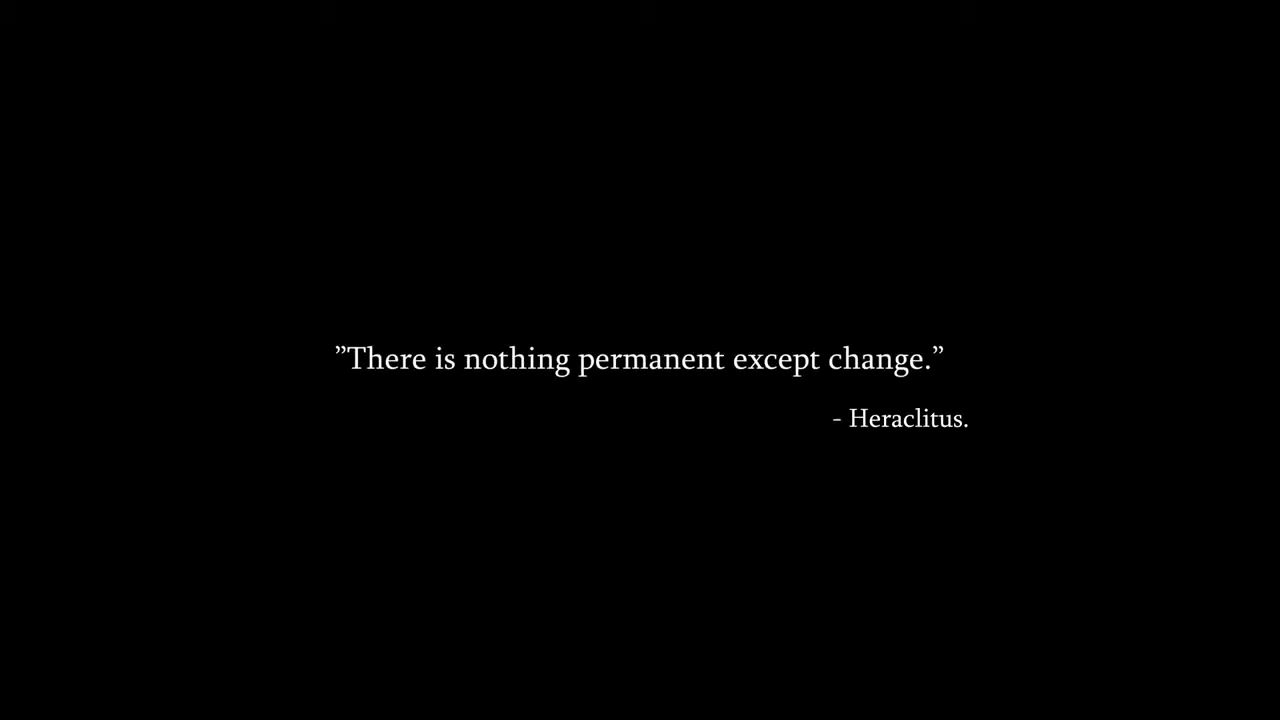 ”There is nothing permanent except change.”
- Heraclitus.